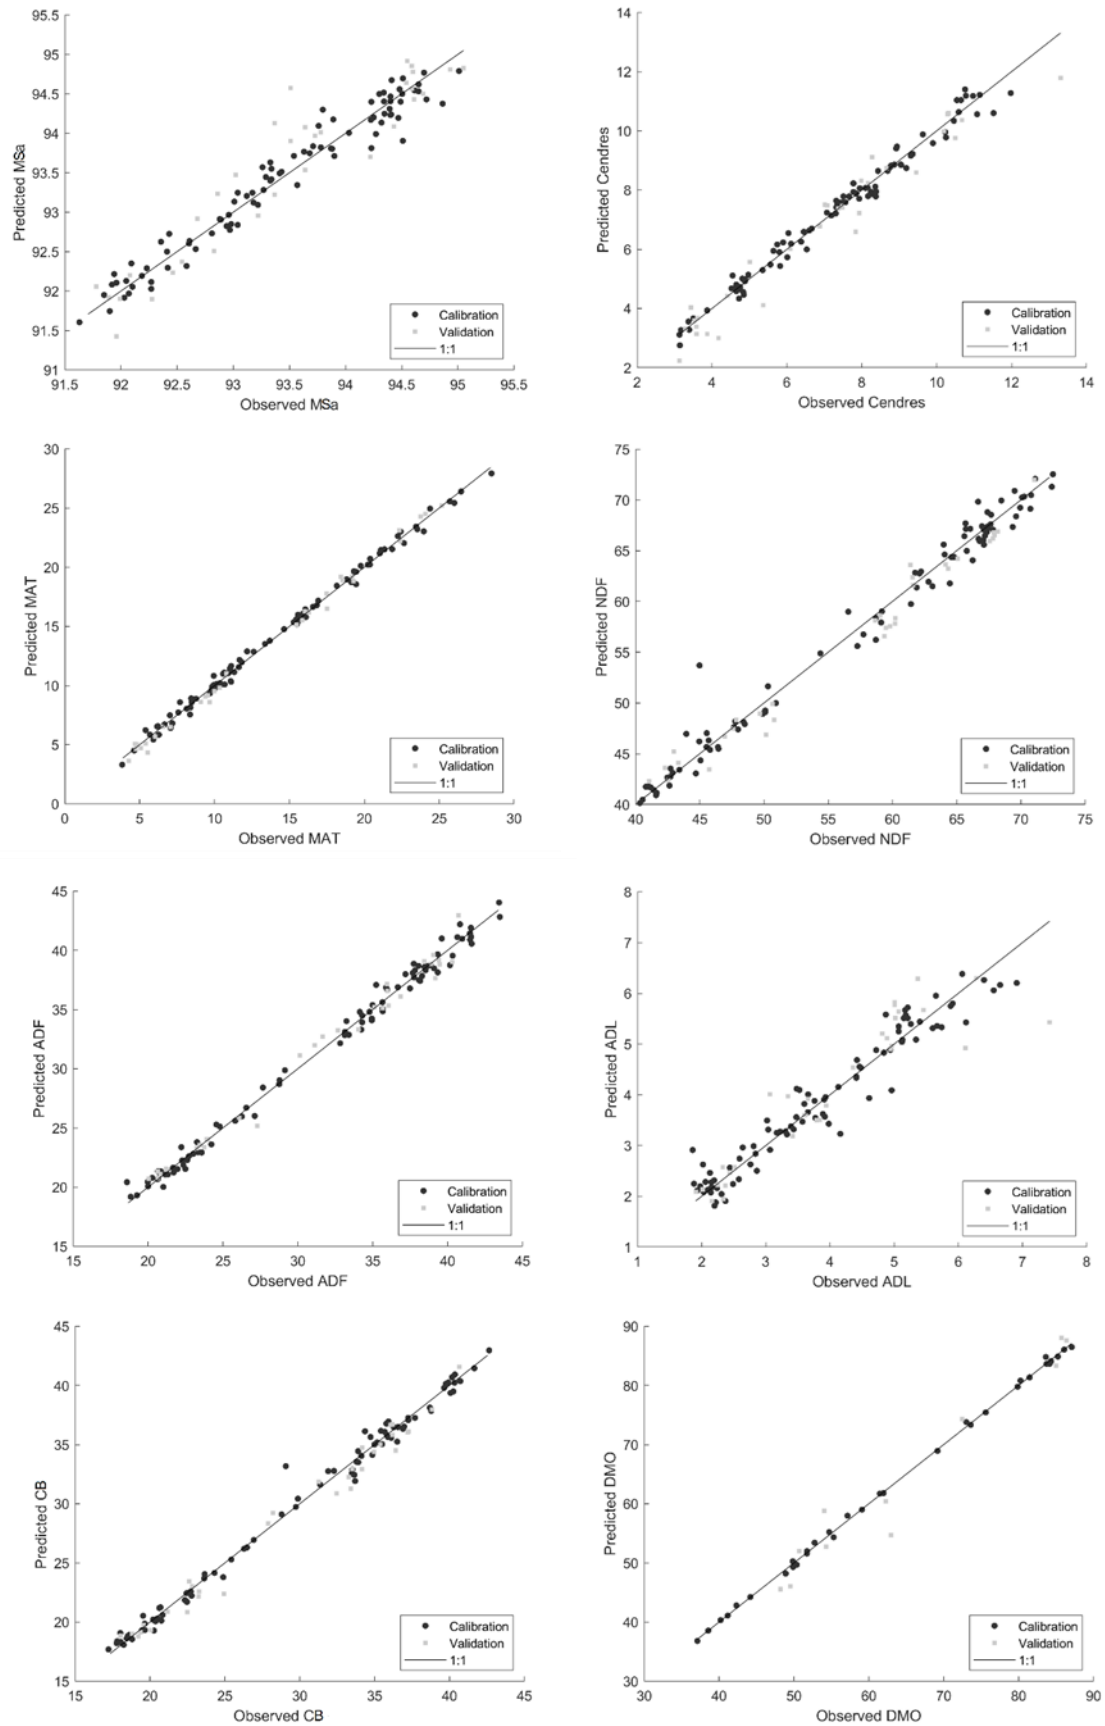 95.5
95
94.5
94
93.5
93
92.5
92
91.5
91
Predicted MSa
91.5 92 92.5 93 93.5 94 94.5 95 95.5
Observed MSa
Calibration
Validation
1:1
14
12
10
8
6
4
2
Predicted Cendres
2 4 6 8 10 12 14
Observed Cendres
Calibration
Validation
1:1
30
25
20
15
10
5
0
Predicted MAT
0 5 10 15 20 25 30
Observed MAT
Calibration
Validation
1:1
75
70
65
60
55
50
45
40
Predicted NDF
40 45 50 55 60 65 70 75
Observed NDF
Calibration
Validation
1:1
45
40
35
30
25
20
15
Predicted ADF
15 20 25 30 35 40 45
Observed ADF
Calibration
Validation
1:1
8
7
6
5
4
3
2
1
Predicted ADL
1 2 3 4 5 6 7 8
Observed ADL
Calibration
Validation
1:1
45
40
35
30
25
20
15
Predicted CB
15 20 25 30 35 40 45
Observed CB
Calibration
Validation
1:1
90
80
70
60
50
40
30
Predicted DMO
30 40 50 60 70 80 90
Observed DMO
Calibration
Validation
1:1